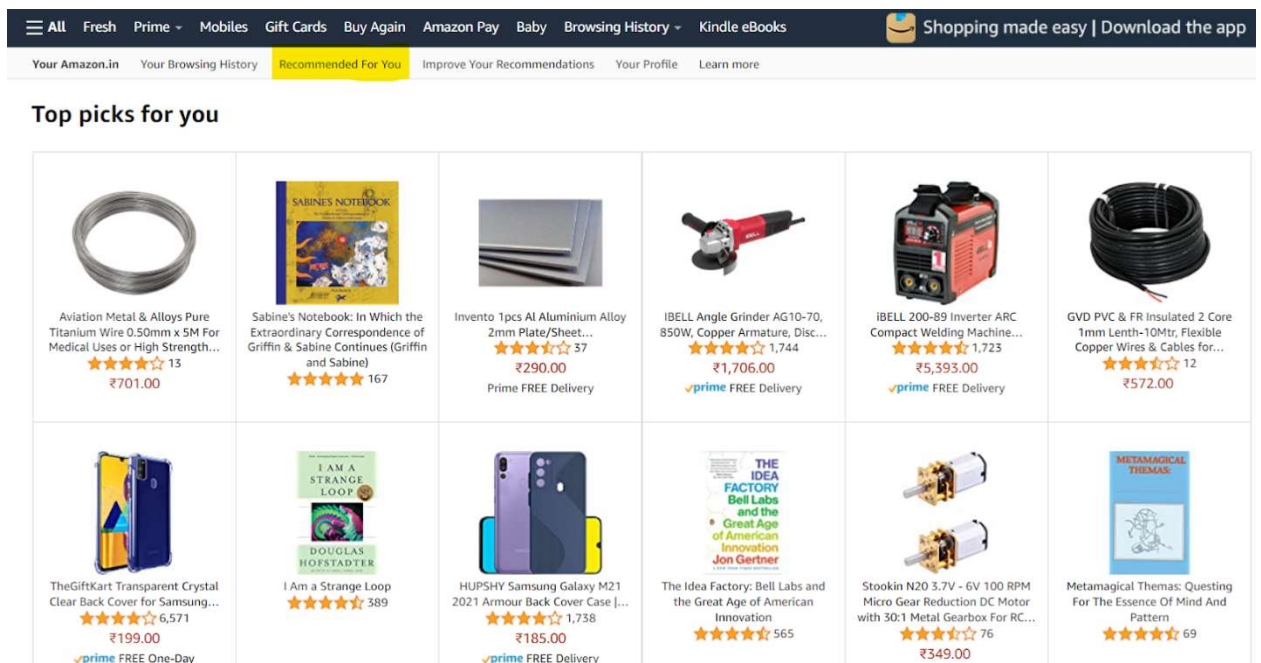 All Fresh Prime Mobiles Gift Cards Buy Again Amazon Pay Baby Browsing History Kindle eBooks Shopping made easy | Download the app
Your Amazon.in Your Browsing History Recommended For You Improve Your Recommendations Your Profile Learn more
Top picks for you
Aviation Metal & Alloys Pure
Titanium Wire 0.50mm x 5M For
Medical Uses or High Strength...
13
₹701.00
SABINE'S NOTEBOOK
Sabine's Notebook: In Which the
Extraordinary Correspondence of
Griffin & Sabine Continues (Griffin
and Sabine)
167
Invento 1pcs Al Aluminium Alloy
2mm Plate/Sheet...
37
₹290.00
Prime FREE Delivery
IBELL Angle Grinder AG10-70,
850W, Copper Armature, Disc...
1,744
₹1,706.00
prime FREE Delivery
iBELL 200-89 Inverter ARC
Compact Welding Machine...
1,723
₹5,393.00
prime FREE Delivery
GVD PVC & FR Insulated 2 Core
1mm Lenth-10Mtr, Flexible
Copper Wires & Cables for...
12
₹572.00
TheGiftKart Transparent Crystal
Clear Back Cover for Samsung...
6,571
₹199.00
prime FREE One-Day
I AM A
STRANGE
LOOP
DOUGLAS
HOFSTADTER
I Am a Strange Loop
389
HUPSHY Samsung Galaxy M21
2021 Armour Back Cover Case |...
1,738
₹185.00
prime FREE Delivery
THE
IDEA
FACTORY
Bell Labs
and the
Great Age
of American
Innovation
Jon Gertner
The Idea Factory: Bell Labs and
the Great Age of American
Innovation
565
Stookin N20 3.7V - 6V 100 RPM
Micro Gear Reduction DC Motor
with 30:1 Metal Gearbox For RC...
76
₹349.00
METAMAGICAL
THEMAS:
Metamagical Themas: Questing
For The Essence Of Mind And
Pattern
69